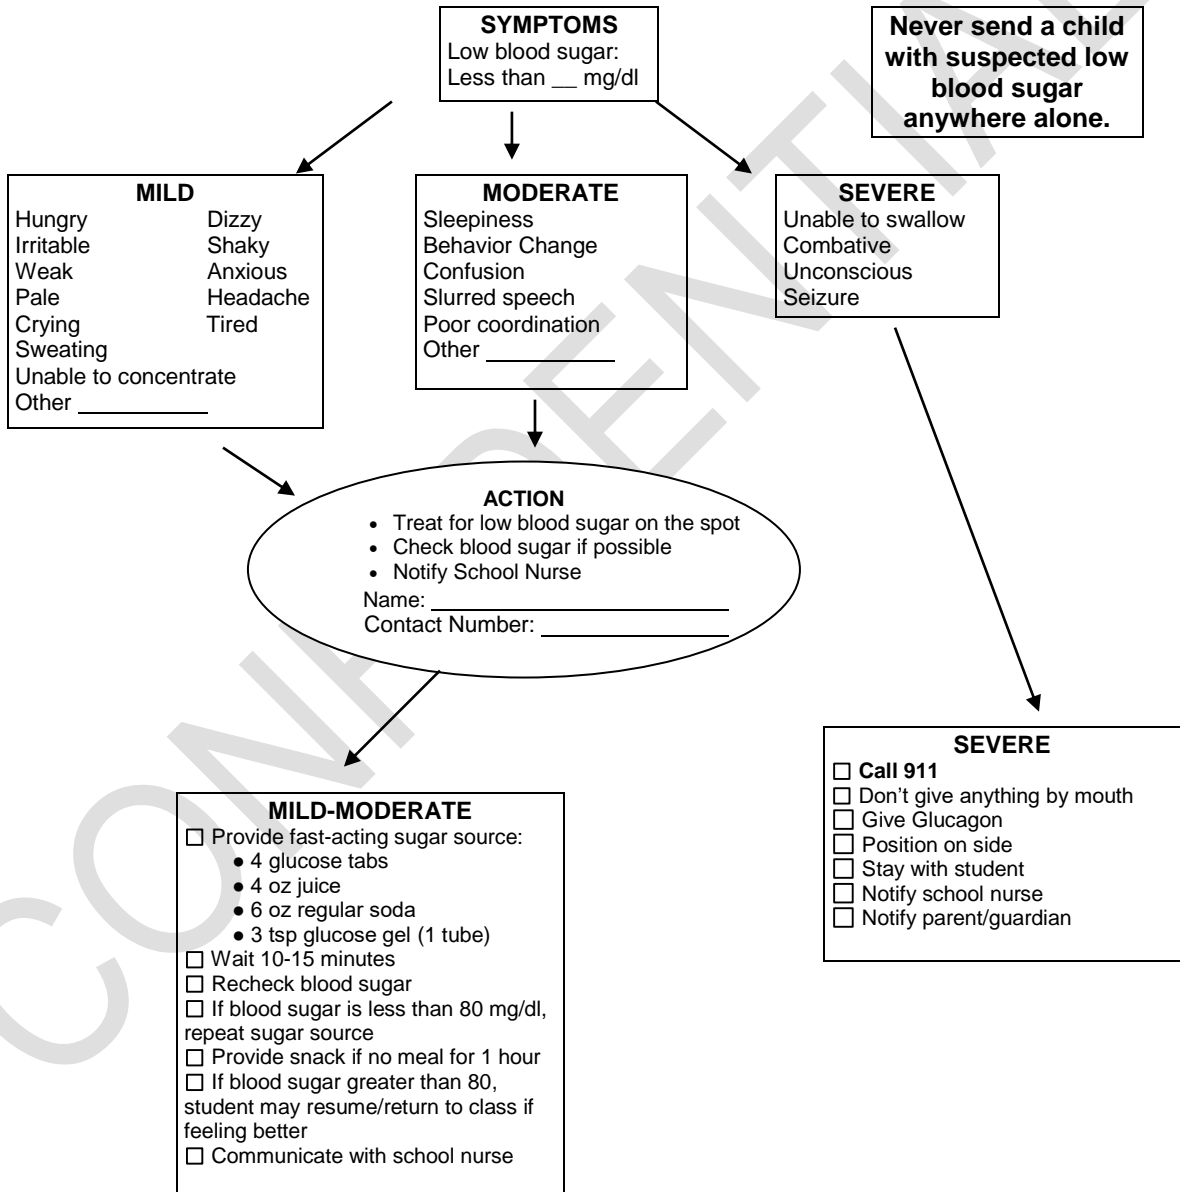 SYMPTOMS
Low blood sugar:
Less than __ mg/dl
Never send a child
with suspected low
blood sugar
anywhere alone.
MILD
Hungry Dizzy
Irritable Shaky
Weak Anxious
Pale Headache
Crying Tired
Sweating
Unable to concentrate
Other ___________
MODERATE
Sleepiness
Behavior Change
Confusion
Slurred speech
Poor coordination
Other ___________
SEVERE
Unable to swallow
Combative
Unconscious
Seizure
ACTION
• Treat for low blood sugar on the spot
• Check blood sugar if possible
• Notify School Nurse
Name: ___________
Contact Number: ___________
MILD-MODERATE
☐ Provide fast-acting sugar source:
● 4 glucose tabs
● 4 oz juice
● 6 oz regular soda
● 3 tsp glucose gel (1 tube)
☐ Wait 10-15 minutes
☐ Recheck blood sugar
☐ If blood sugar is less than 80 mg/dl,
repeat sugar source
☐ Provide snack if no meal for 1 hour
☐ If blood sugar greater than 80,
student may resume/return to class if
feeling better
☐ Communicate with school nurse
SEVERE
☐ Call 911
☐ Don't give anything by mouth
☐ Give Glucagon
☐ Position on side
☐ Stay with student
☐ Notify school nurse
☐ Notify parent/guardian
CONFIDENTIAL